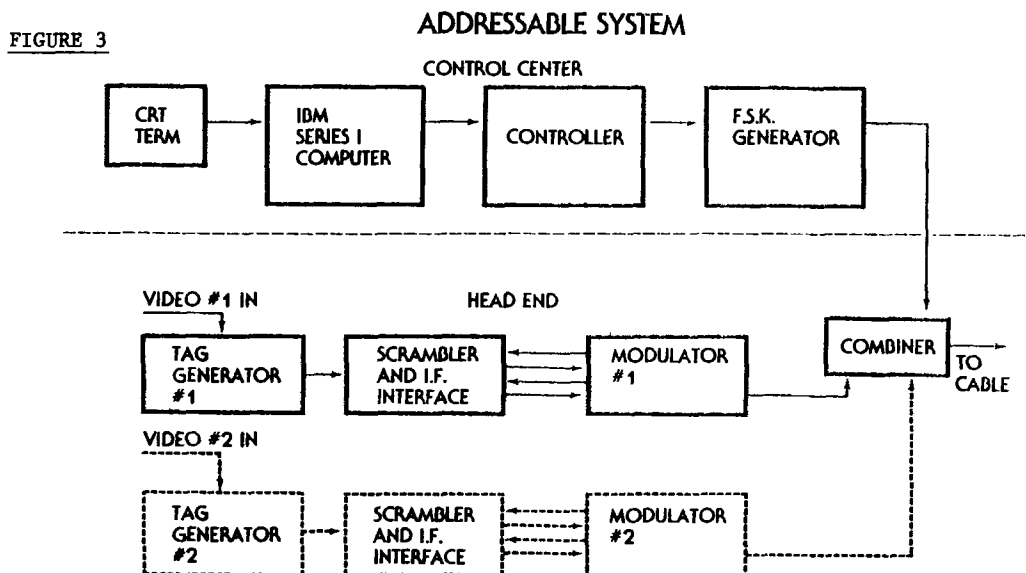 FIGURE 3
ADDRESSABLE SYSTEM
CONTROL CENTER
CRT
TERM
IBM
SERIES I
COMPUTER
CONTROLLER
F.S.K.
GENERATOR
VIDEO #1 IN
HEAD END
TAG
GENERATOR
#1
SCRAMBLER
AND I.F.
INTERFACE
MODULATOR
#1
COMBINER
TO
CABLE
VIDEO #2 IN
TAG
GENERATOR
#2
SCRAMBLER
AND I.F.
INTERFACE
MODULATOR
#2